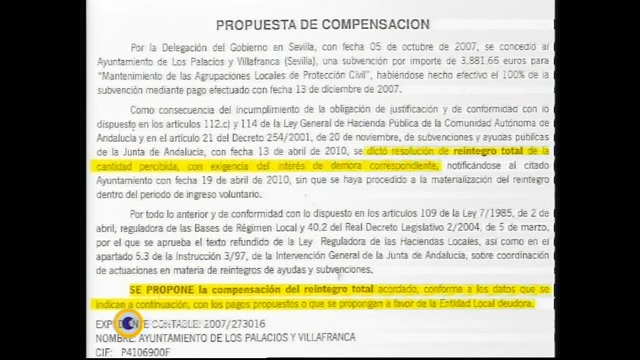 PROPUESTA DE COMPENSACION
Por la Delegación del Gobierno en Sevilla, con fecha 05 de octubre de 2007, se concedió al
Ayuntamiento de Los Palacios y Villafranca (Sevilla), una subvención por importe de 3,881.66 euros para
"Mantenimiento de las Agrupaciones Locales de Protección Civil", habiéndose hecho efectivo el 100% de la
subvención mediante pago efectuado con fecha 13 de diciembre de 2007.
Como consecuencia del incumplimiento de la obligación de justificación y de conformidad con lo
dispuesto en los artículos 112.c) y 114 de la Ley General de Hacienda Pública de la Comunidad Autónoma de
Andalucía y en el artículo 21 del Decreto 254/2001, de 20 de noviembre, de subvenciones y ayudas públicas
de la Junta de Andalucía, con fecha 13 de abril de 2010, se dictó resolución de reintegro total de la
cantidad percibida, con exigencia del interés de demora correspondiente, notificándose al citado
Ayuntamiento con fecha 19 de abril de 2010, sin que se haya procedido a la materialización del reintegro
dentro del periodo de ingreso voluntario.
Por todo lo anterior y de conformidad con lo dispuesto en los artículos 109 de la Ley 7/1985, de 2 de
abril, reguladora de las Bases de Régimen Local y 40.2 del Real Decreto Legislativo 2/2004, de 5 de marzo,
por el que se aprueba el texto refundido de la Ley Reguladora de las Haciendas Locales, así como en el
apartado 5.3 de la Instrucción 3/97, de la Intervención General de la Junta de Andalucía, sobre coordinación
de actuaciones en materia de reintegros de ayudas y subvenciones.
SE PROPONE la compensación del reintegro total acordado, conforme a los datos que se
indican a continuación, con los pagos propuestos o que se propongan a favor de la Entidad Local deudora.
EXPEDIENTE CONTABLE: 2007/273016
NOMBRE: AYUNTAMIENTO DE LOS PALACIOS Y VILLAFRANCA
CIF: P4106900F